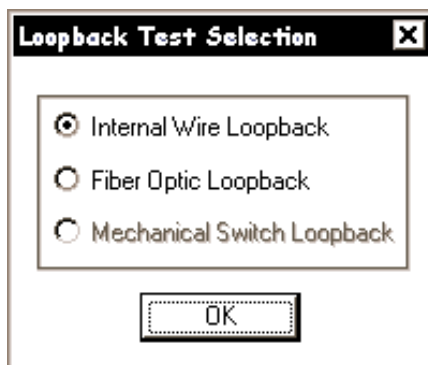 Loopback Test Selection
Internal Wire Loopback
Fiber Optic Loopback
Mechanical Switch Loopback
OK